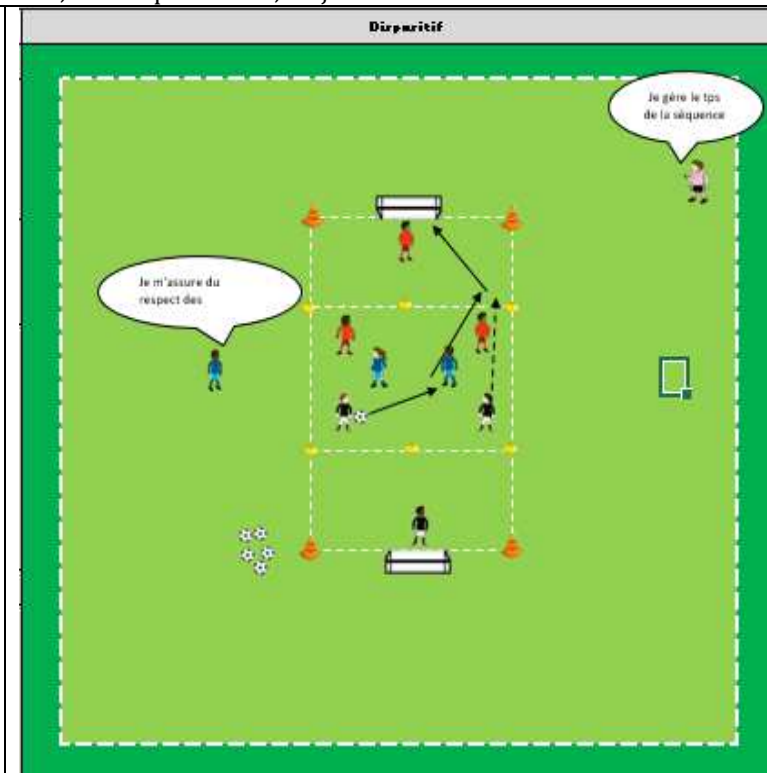 Dispositif
Je gère le tps
de la séquence
Je m'assure du
respect des